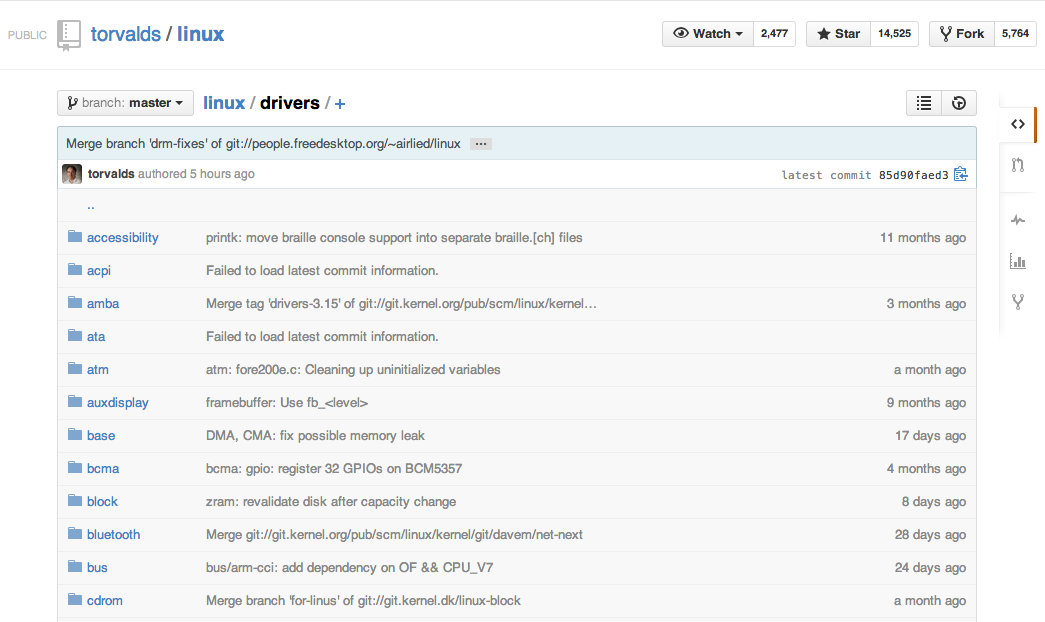 PUBLIC torvalds / linux Watch 2,477 Star 14,525 Fork 5,764
branch: master linux / drivers / +
Merge branch 'drm-fixes' of git://people.freedesktop.org/~airlied/linux ...
torvalds authored 5 hours ago latest commit 85d90faed3
..
accessibility printk: move braille console support into separate braille.[ch] files 11 months ago
acpi Failed to load latest commit information.
amba Merge tag 'drivers-3.15' of git://git.kernel.org/pub/scm/linux/kernel… 3 months ago
ata Failed to load latest commit information.
atm atm: fore200e.c: Cleaning up uninitialized variables a month ago
auxdisplay framebuffer: Use fb_<level> 9 months ago
base DMA, CMA: fix possible memory leak 17 days ago
bcma bcma: gpio: register 32 GPIOs on BCM5357 4 months ago
block zram: revalidate disk after capacity change 8 days ago
bluetooth Merge git://git.kernel.org/pub/scm/linux/kernel/git/davem/net-next 28 days ago
bus bus/arm-cci: add dependency on OF && CPU_V7 24 days ago
cdrom Merge branch 'for-linus' of git://git.kernel.dk/linux-block a month ago